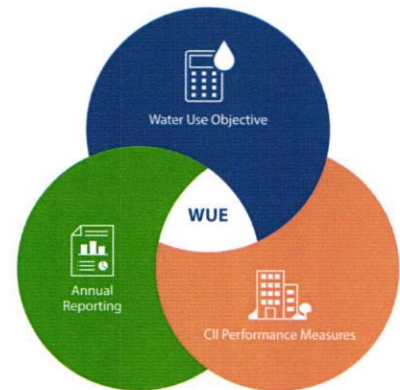 Water Use Objective
WUE
Annual
Reporting
CII Performance Measures